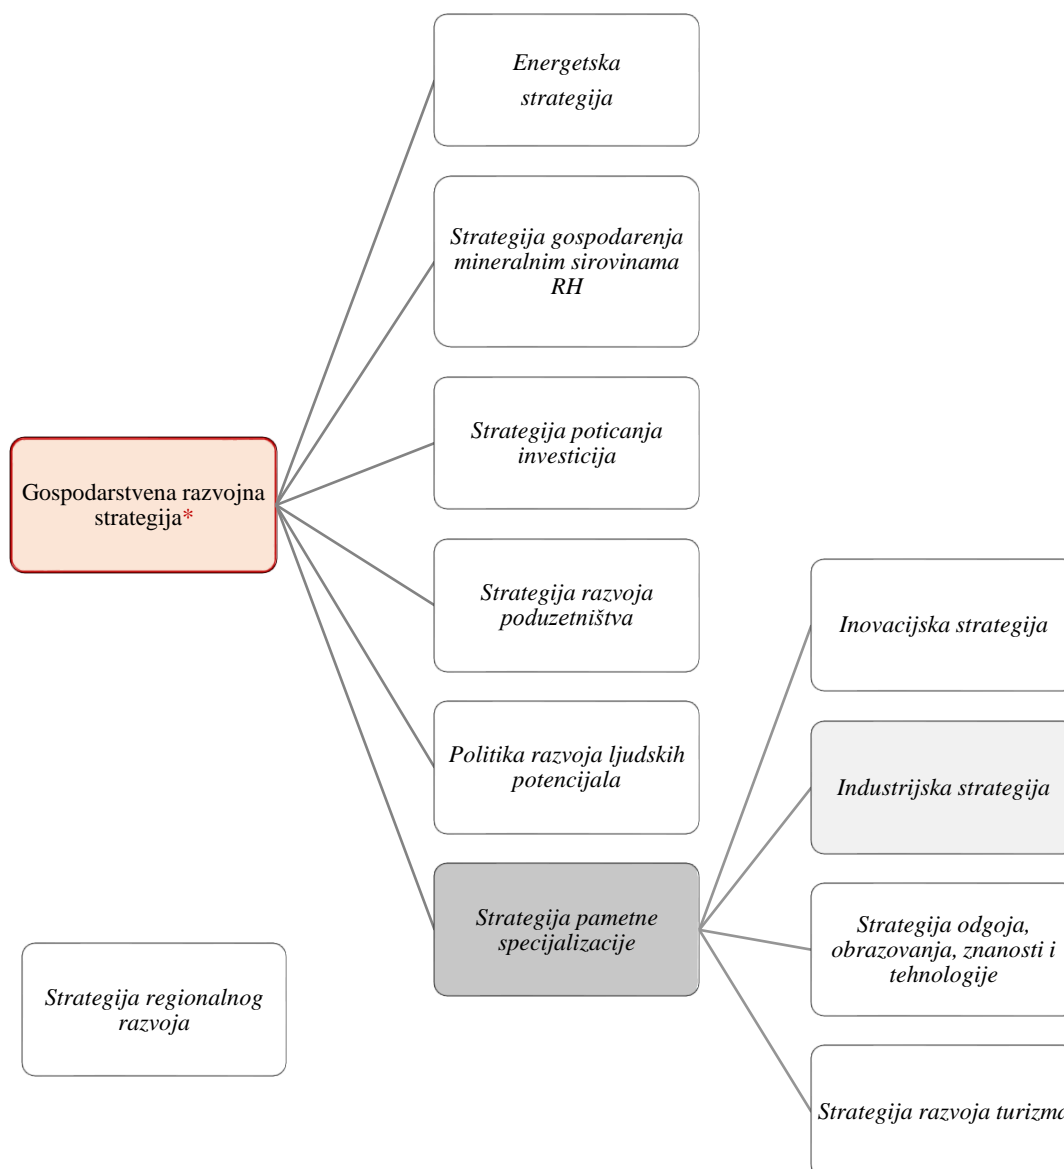 Energetska
strategija
Strategija gospodarenja
mineralnim sirovinama
RH
Strategija poticanja
investicija
Gospodarstvena razvojna
strategija*
Strategija razvoja
poduzetništva
Inovacijska strategija
Politika razvoja ljudskih
potencijala
Industrijska strategija
Strategija pametne
specijalizacije
Strategija odgoja,
obrazovanja, znanosti i
tehnologije
Strategija regionalnog
razvoja
Strategija razvoja turizma